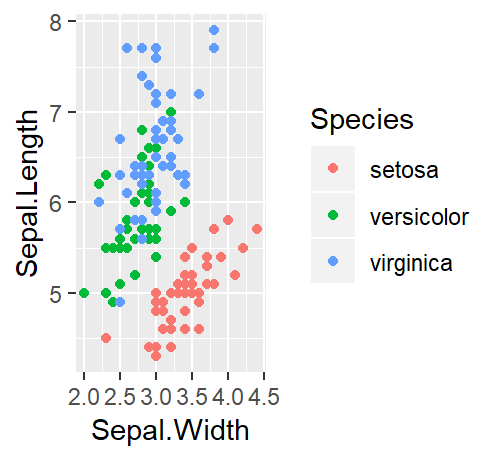 8
7
6
5
Sepal.Length
2.0 2.5 3.0 3.5 4.0 4.5
Sepal.Width
Species
setosa
versicolor
virginica